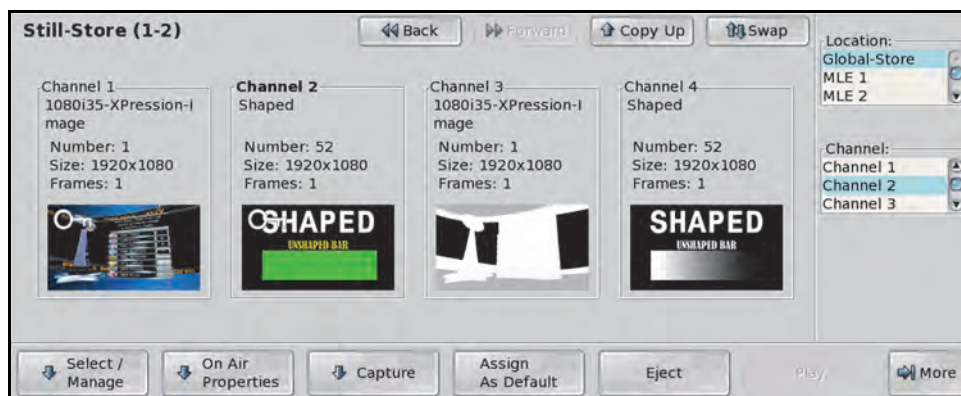 Still-Store (1-2)
Back
Forward
Copy Up
Swap
Channel 1
1080i35-XPression-I
mage
Number: 1
Size: 1920x1080
Frames: 1
Channel 2
Shaped
Number: 52
Size: 1920x1080
Frames: 1
SHAPED
UNSHAPED BAR
Channel 3
1080i35-XPression-I
mage
Number: 1
Size: 1920x1080
Frames: 1
Channel 4
Shaped
Number: 52
Size: 1920x1080
Frames: 1
SHAPED
UNSHAPED BAR
Location:
Global-Store
MLE 1
MLE 2
Channel:
Channel 1
Channel 2
Channel 3
Select /
Manage
On Air
Properties
Capture
Assign
As Default
Eject
Play
More